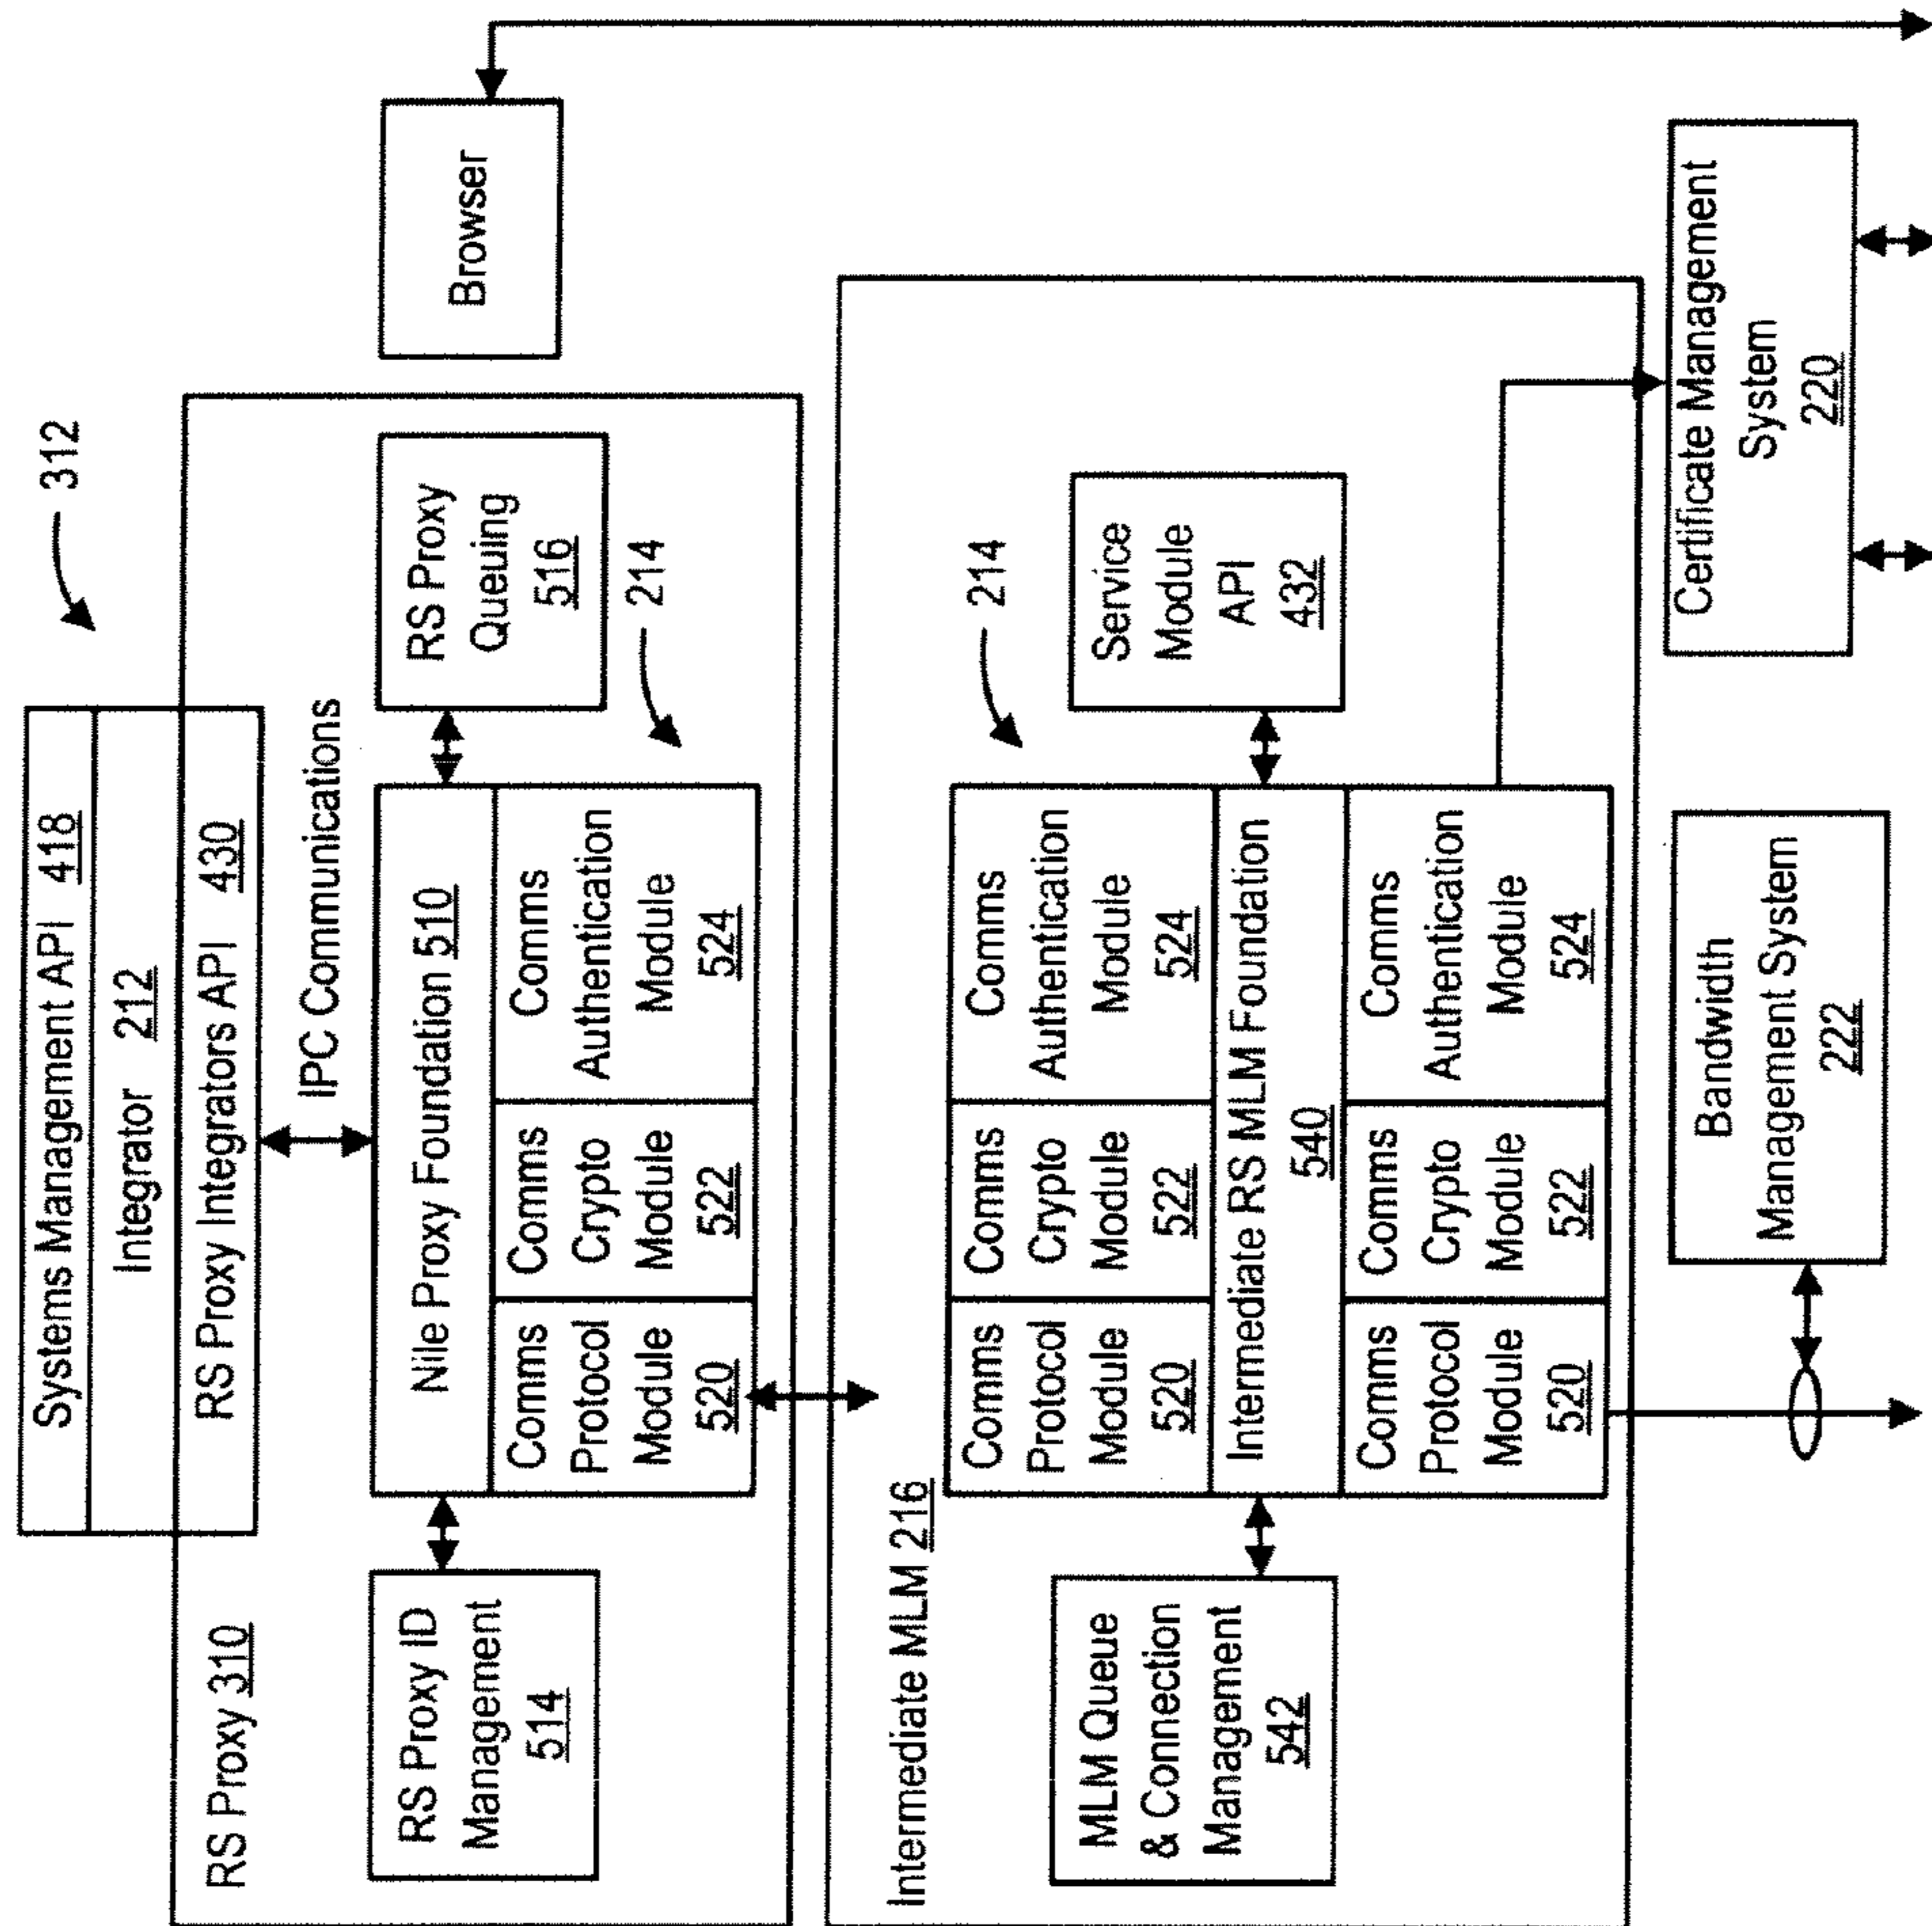 312
Systems Management API 418
Integrator 212
RS Proxy Integrators API 430
RS Proxy 310
IPC Communications
Browser
RS Proxy ID
Management
514
Nile Proxy Foundation 510
RS Proxy
Queuing
516
Comms
Protocol
Module
520
Comms
Crypto
Module
522
Comms
Authentication
Module
524
214
Intermediate MLM 216
214
Comms
Protocol
Module
520
Comms
Crypto
Module
522
Comms
Authentication
Module
524
MLM Queue
& Connection
Management
542
Intermediate RS MLM Foundation
540
Service
Module
API
432
Comms
Protocol
Module
520
Comms
Crypto
Module
522
Comms
Authentication
Module
524
Bandwidth
Management System
222
Certificate Management
System
220